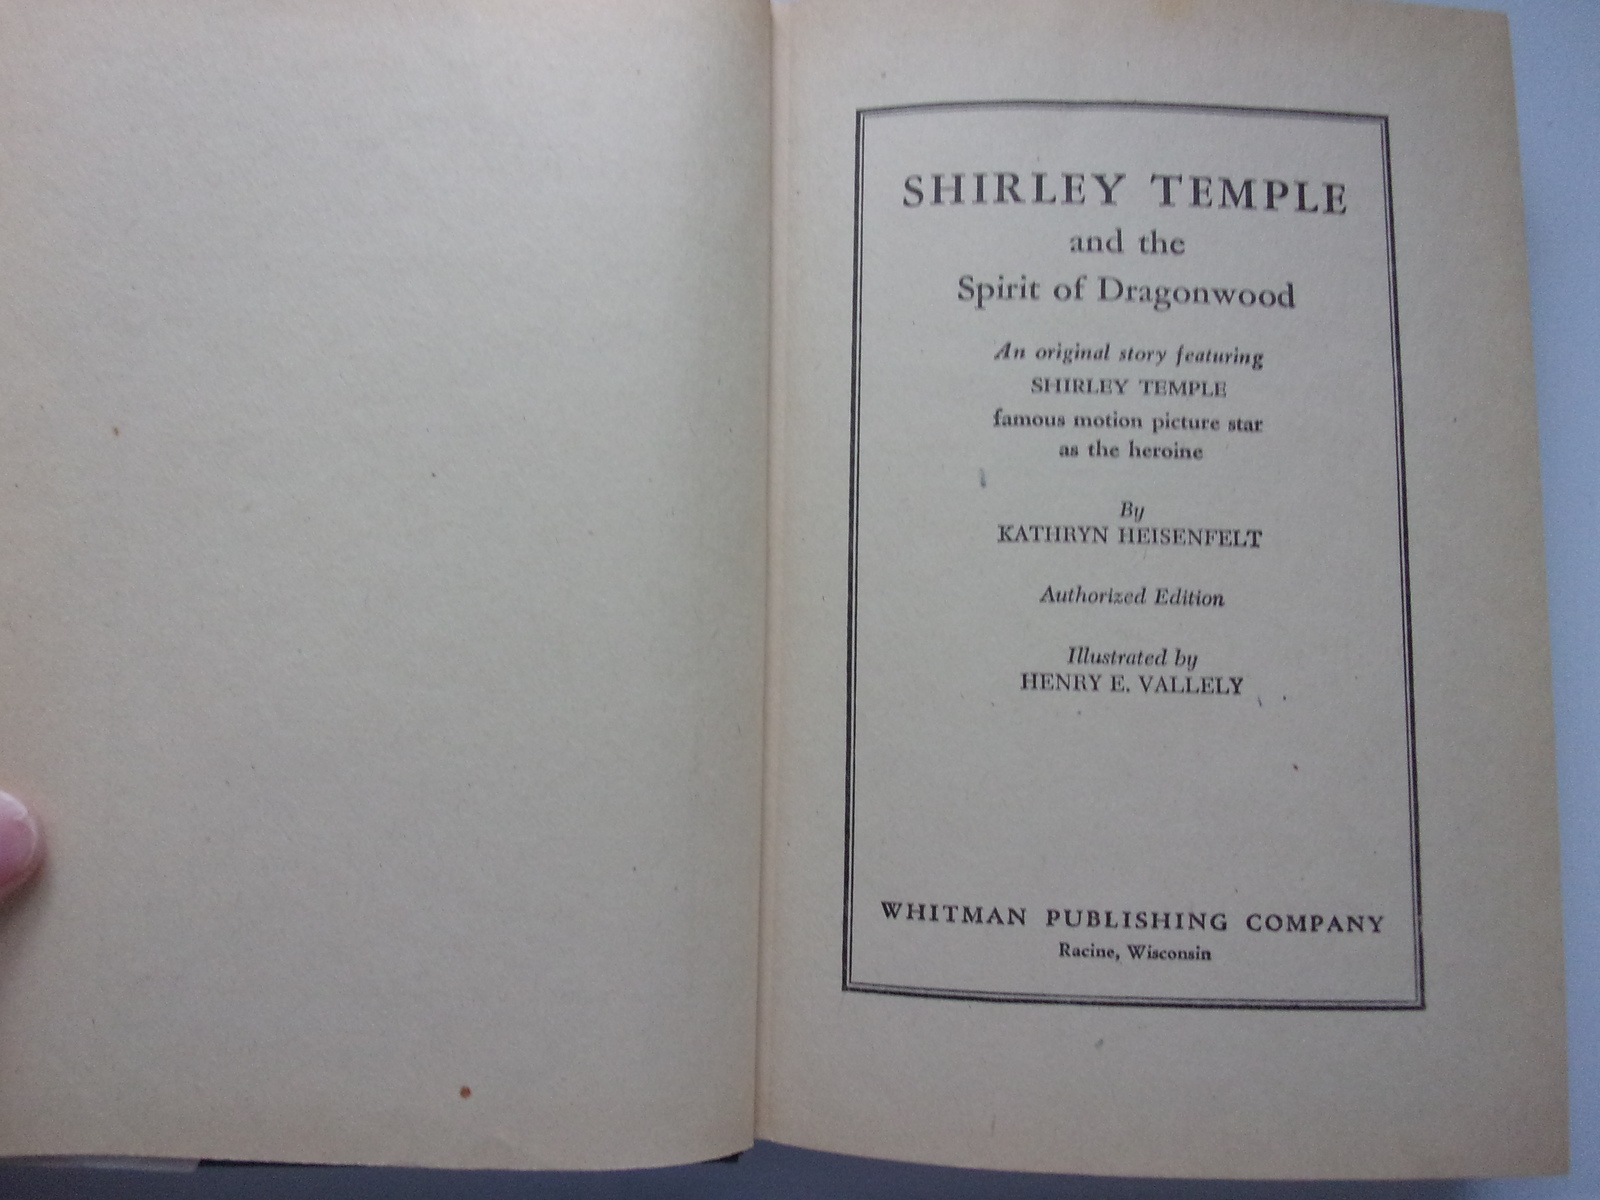 SHIRLEY TEMPLE
and the
Spirit of Dragonwood
An original story featuring
SHIRLEY TEMPLE
famous motion picture star
as the heroine
By
KATHRYN HEISENFELT
Authorized Edition
Illustrated by
HENRY E. VALLELY
WHITMAN PUBLISHING COMPANY
Racine, Wisconsin